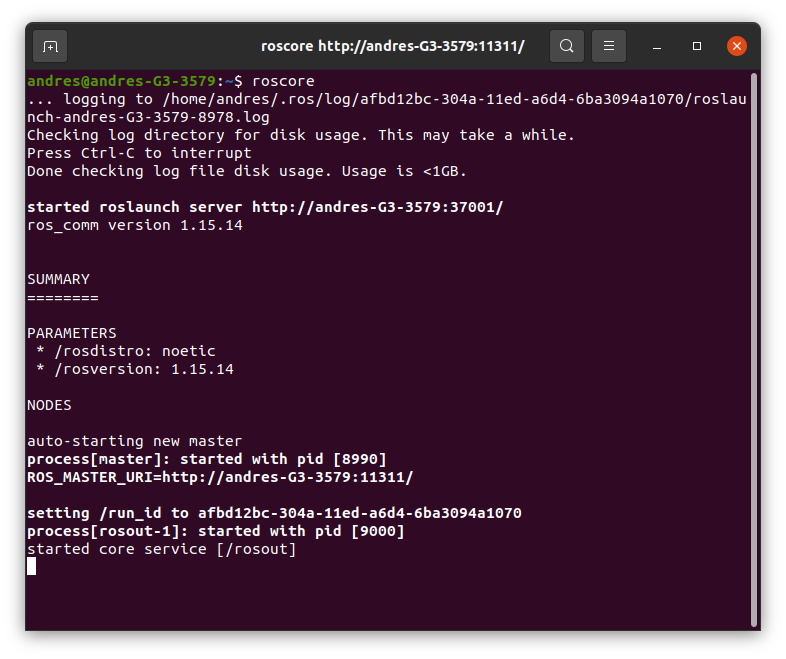 roscore http://andres-G3-3579:11311/
andres@andres-G3-3579:~$ roscore
... logging to /home/andres/.ros/log/afbd12bc-304a-11ed-a6d4-6ba3094a1070/roslau
nch-andres-G3-3579-8978.log
Checking log directory for disk usage. This may take a while.
Press Ctrl-C to interrupt
Done checking log file disk usage. Usage is <1GB.
started roslaunch server http://andres-G3-3579:37001/
ros_comm version 1.15.14
SUMMARY
========
PARAMETERS
 * /rosdistro: noetic
 * /rosversion: 1.15.14
NODES
auto-starting new master
process[master]: started with pid [8990]
ROS_MASTER_URI=http://andres-G3-3579:11311/
setting /run_id to afbd12bc-304a-11ed-a6d4-6ba3094a1070
process[rosout-1]: started with pid [9000]
started core service [/rosout]